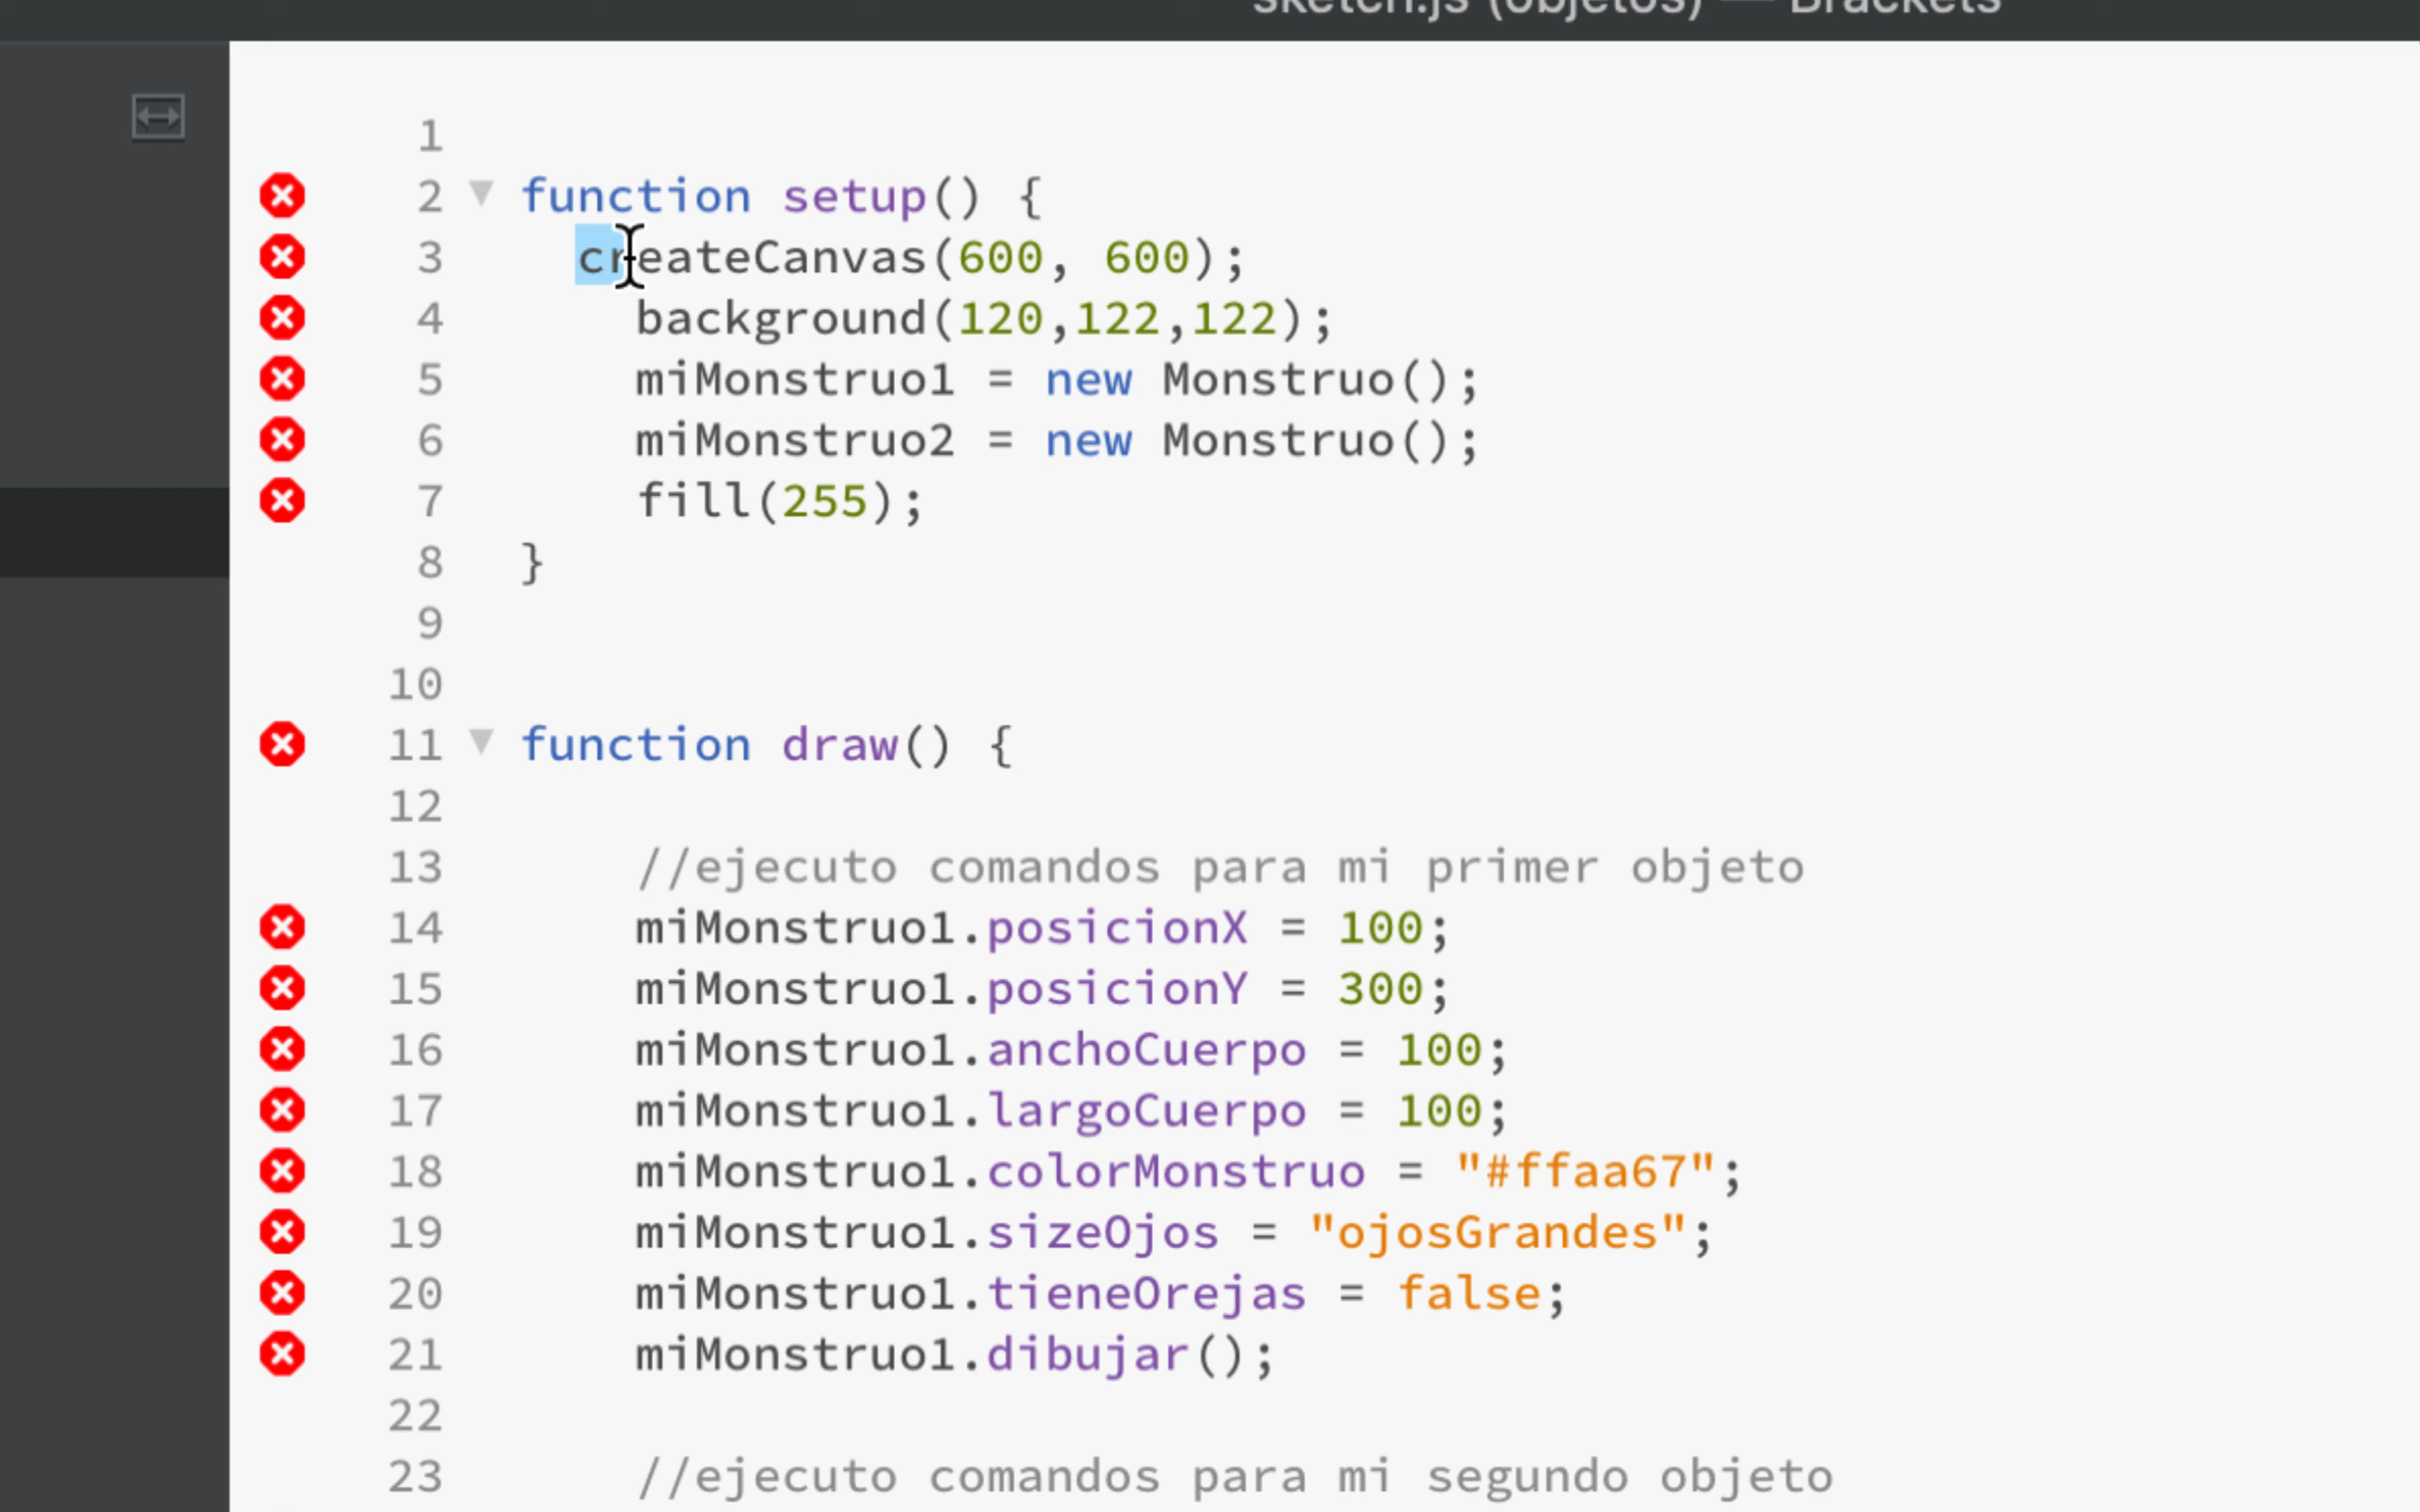 sketch.js (objetos) — Brackets
1
2 function setup() {
3 createCanvas(600, 600);
4 background(120,122,122);
5 miMonstruo1 = new Monstruo();
6 miMonstruo2 = new Monstruo();
7 fill(255);
8 }
9
10
11 function draw() {
12
13 //ejecuto comandos para mi primer objeto
14 miMonstruo1.posicionX = 100;
15 miMonstruo1.posicionY = 300;
16 miMonstruo1.anchoCuerpo = 100;
17 miMonstruo1.largoCuerpo = 100;
18 miMonstruo1.colorMonstruo = "#ffaa67";
19 miMonstruo1.sizeOjos = "ojosGrandes";
20 miMonstruo1.tieneOrejas = false;
21 miMonstruo1.dibujar();
22
23 //ejecuto comandos para mi segundo objeto